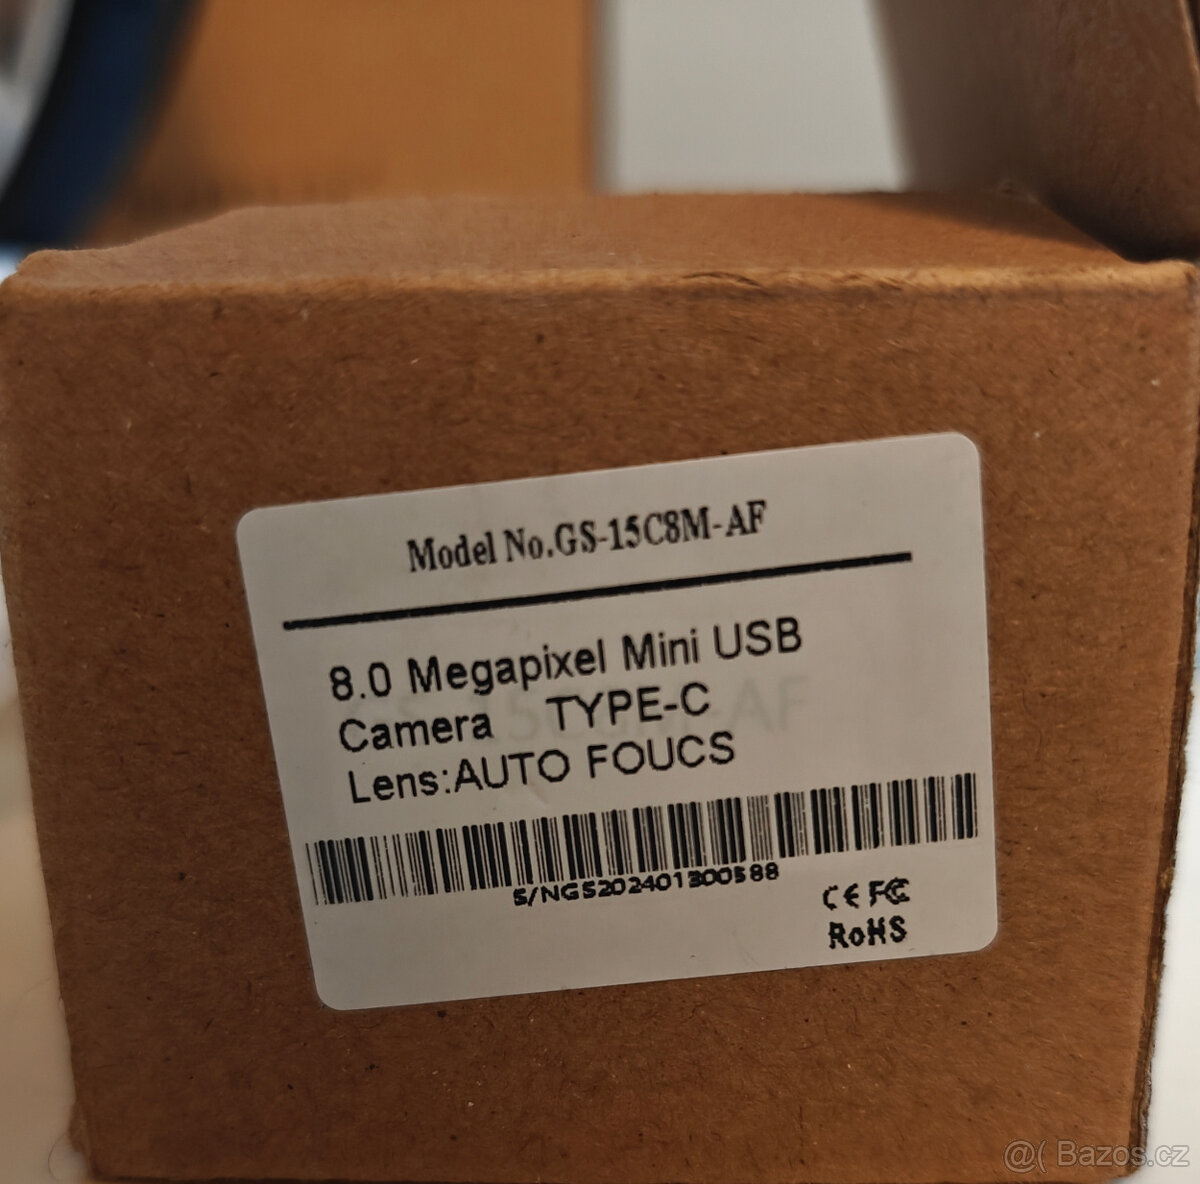 Model No.GS-15C8M-AF
8.0 Megapixel Mini USB
Camera TYPE-C
Lens:AUTO FOUCS
S/NGS202401300588
CE FC
RoHS
@( Bazos.cz